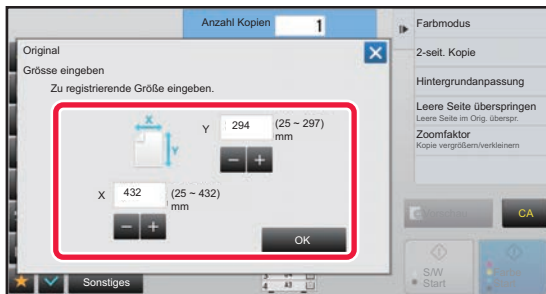 Anzahl Kopien 1
Original
Grösse eingeben
Zu registrierende Größe eingeben.
X
Y
Y 294 (25 ~ 297)
mm
X 432 (25 ~ 432)
mm
OK
Sonstiges
4 A3
Farbmodus
2-seit. Kopie
Hintergrundanpassung
Leere Seite überspringen
Leere Seite im Orig. überspr.
Zoomfaktor
Kopie vergrößern/verkleinern
CA
S/W
Start